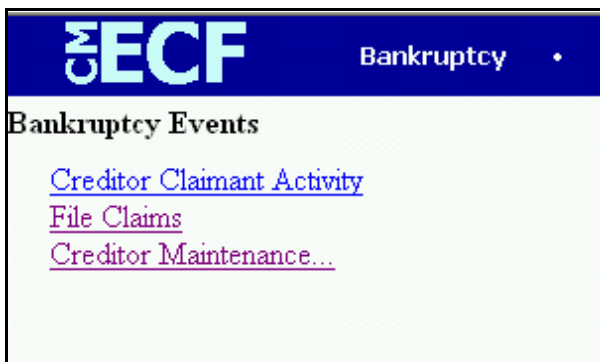 CM ECF Bankruptcy •
Bankruptcy Events
Creditor Claimant Activity
File Claims
Creditor Maintenance...